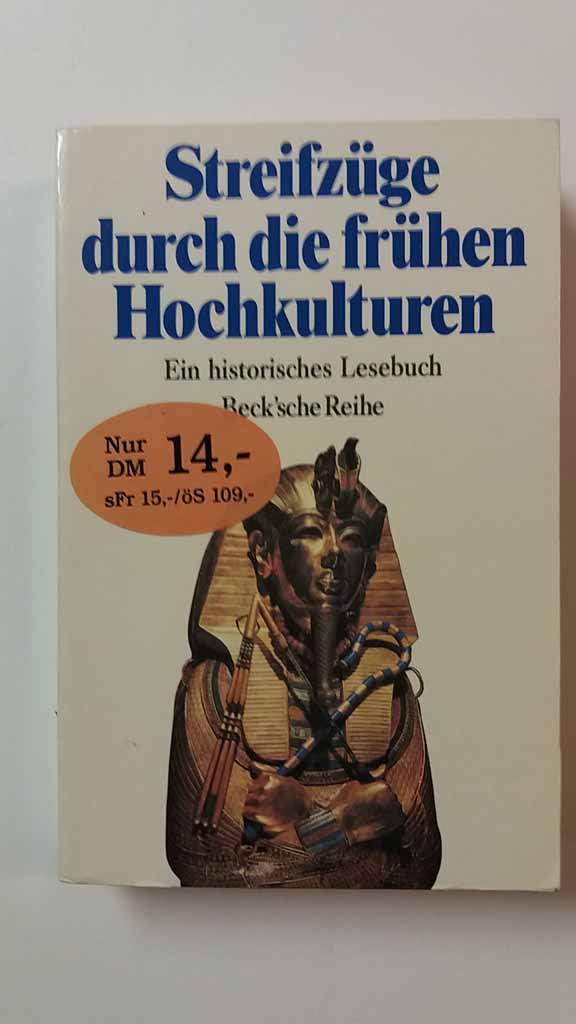 Streifzüge
durch die frühen
Hochkulturen
Ein historisches Lesebuch
Beck'sche Reihe
Nur
DM 14,-
sFr 15,-/öS 109,-